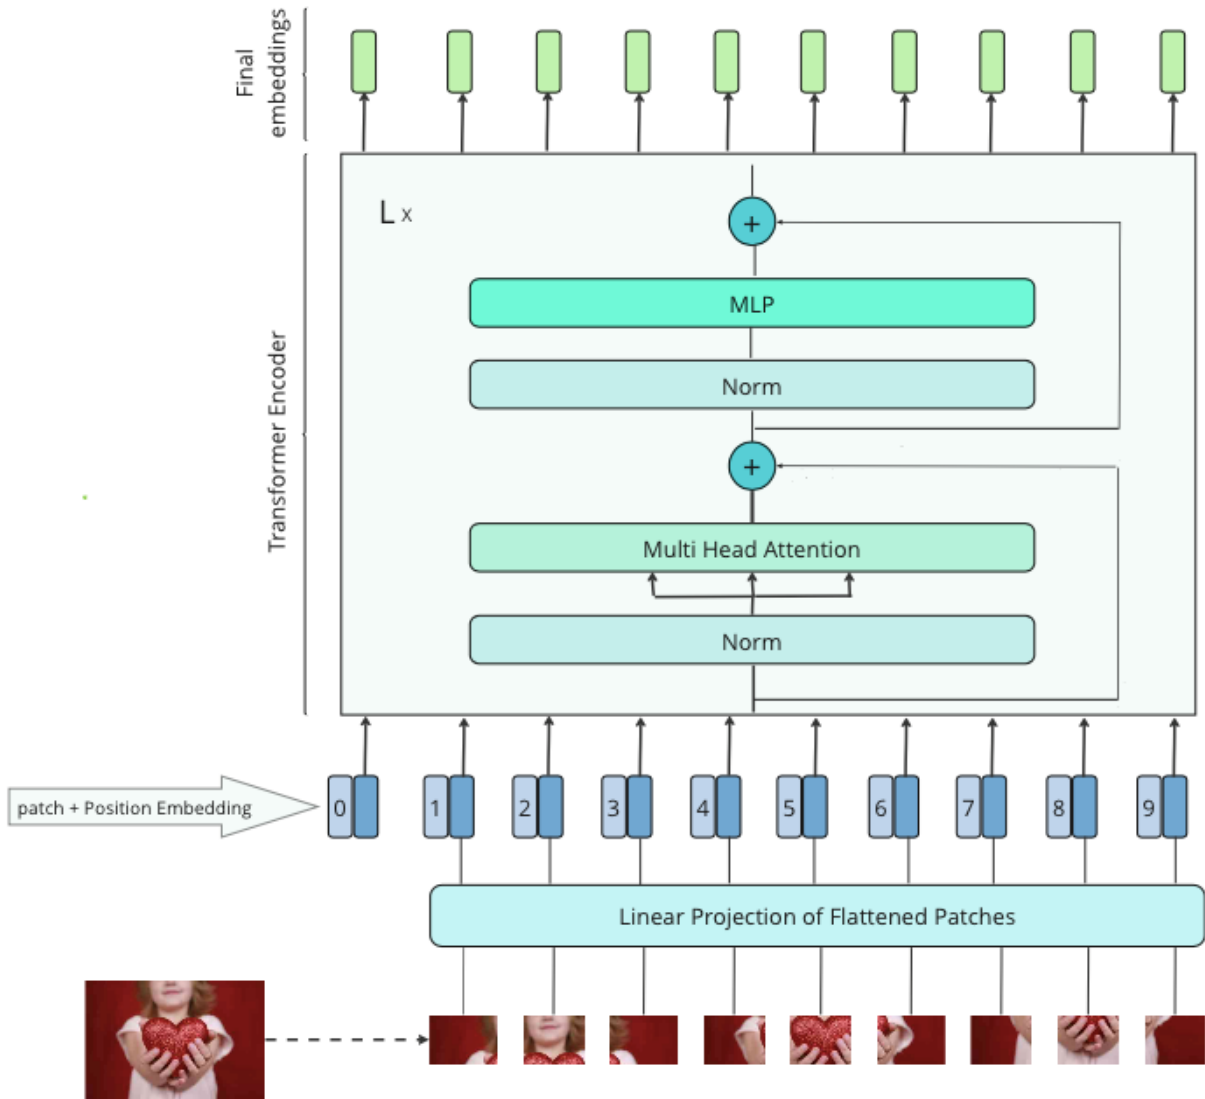 Final
embeddings
L x
+
MLP
Norm
+
Transformer Encoder
Multi Head Attention
Norm
patch + Position Embedding
0 1 2 3 4 5 6 7 8 9
Linear Projection of Flattened Patches